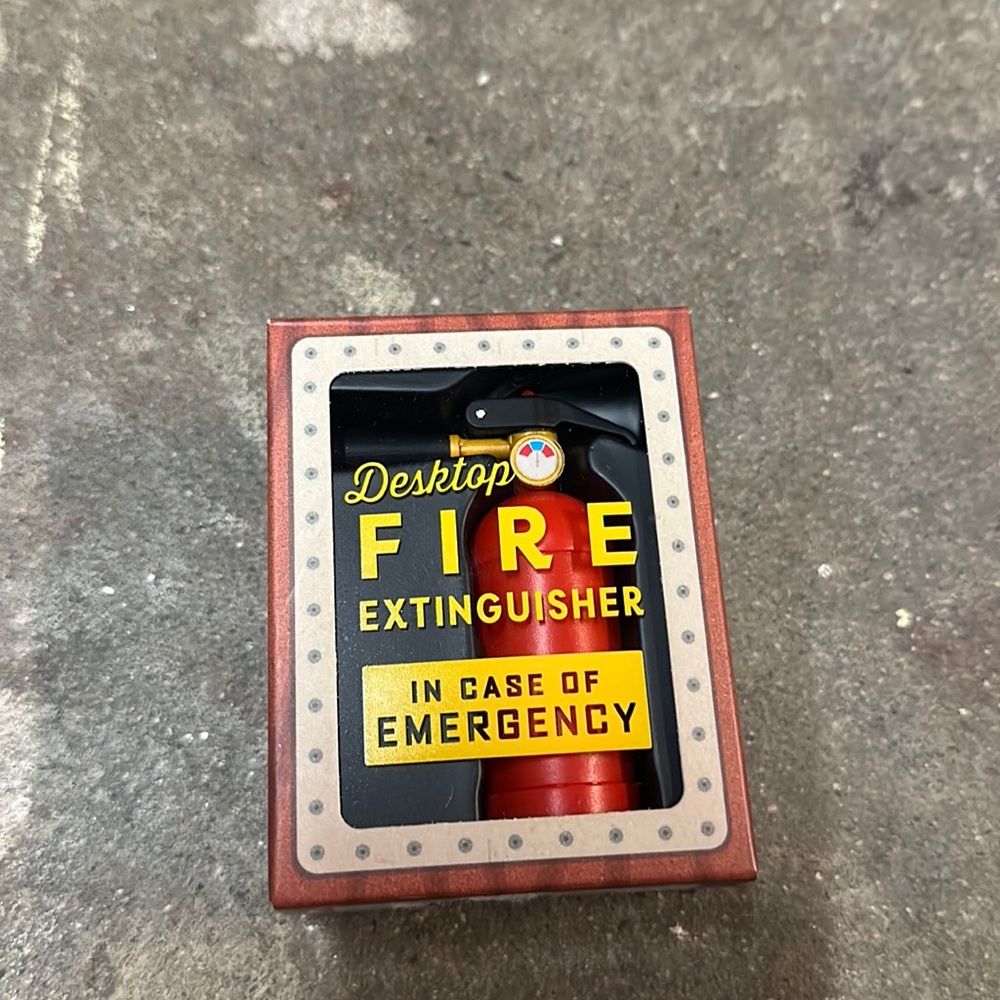 Desktop
FIRE
EXTINGUISHER
IN CASE OF
EMERGENCY